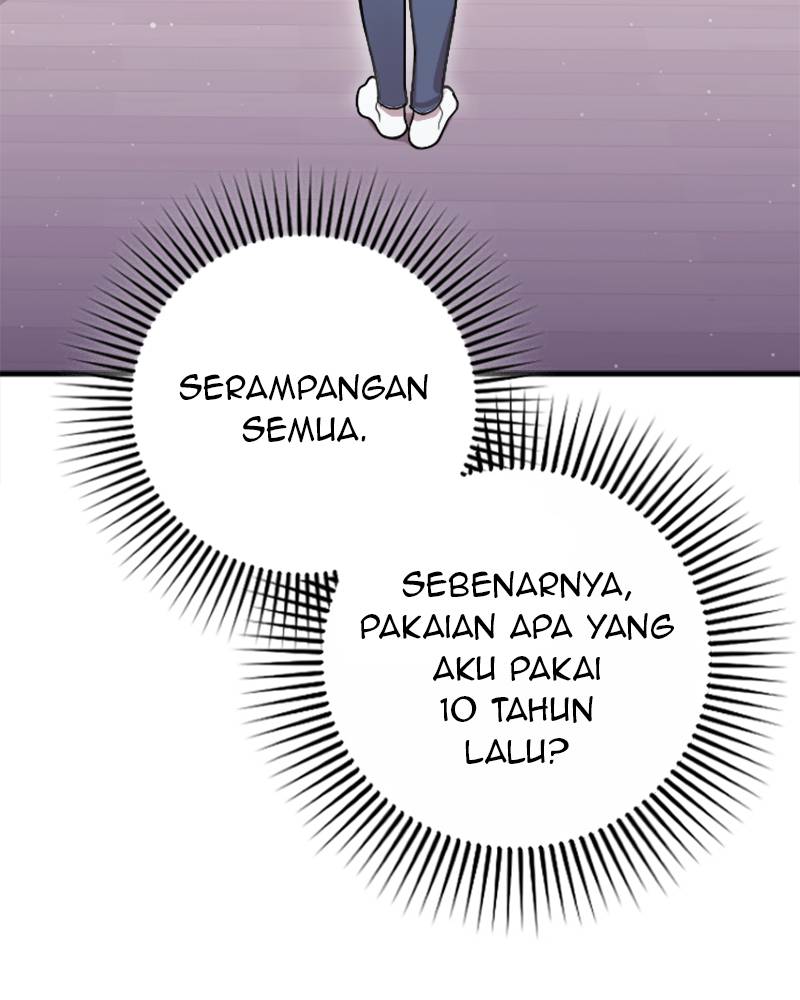 SERAMPANGAN
SEMUA.
SEBENARNYA,
PAKAIAN APA YANG
AKU PAKAI
10 TAHUN
LALU?